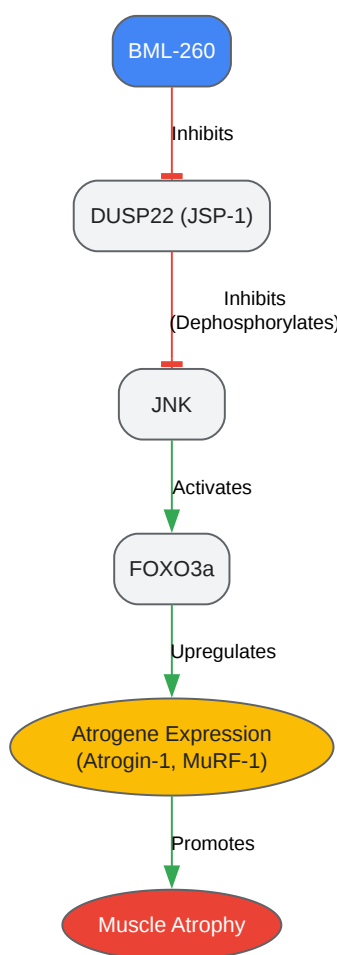 BML-260
Inhibits
DUSP22 (JSP-1)
Inhibits
(Dephosphorylates)
JNK
Activates
FOXO3a
Upregulates
Atrogene Expression
(Atrogin-1, MuRF-1)
Promotes
Muscle Atrophy